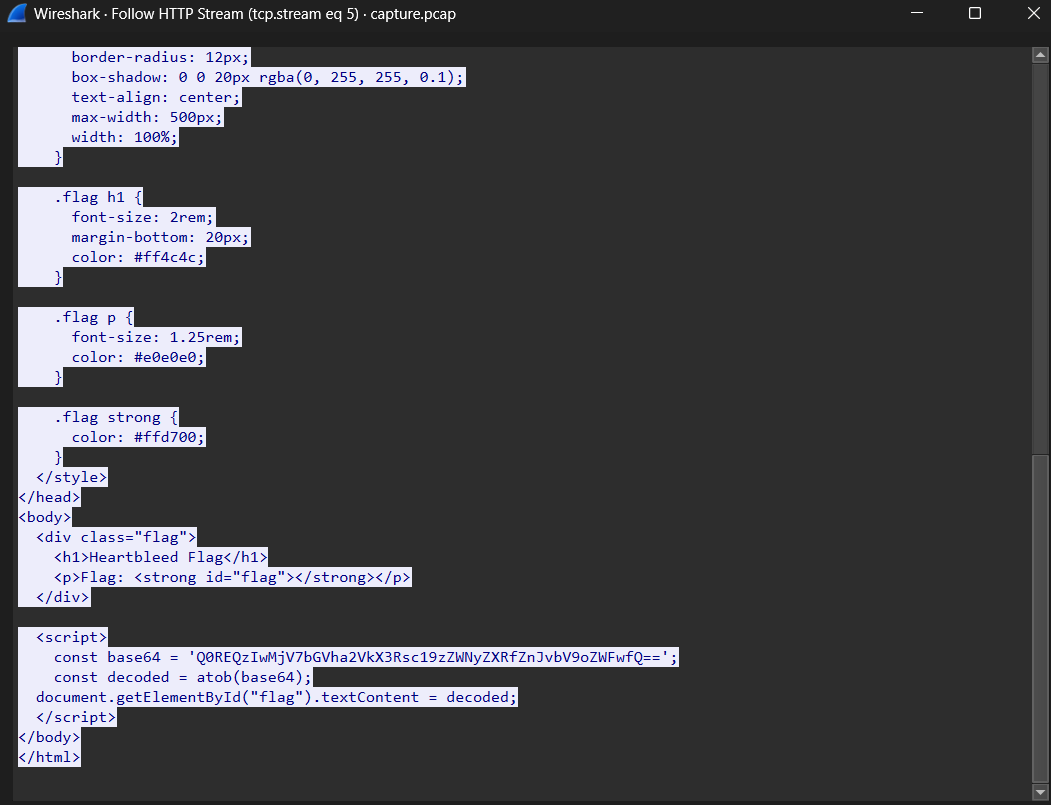 Wireshark · Follow HTTP Stream (tcp.stream eq 5) · capture.pcap
border-radius: 12px;
box-shadow: 0 0 20px rgba(0, 255, 255, 0.1);
text-align: center;
max-width: 500px;
width: 100%;
}
.flag h1 {
font-size: 2rem;
margin-bottom: 20px;
color: #ff4c4c;
}
.flag p {
font-size: 1.25rem;
color: #e0e0e0;
}
.flag strong {
color: #ffd700;
}
</style>
</head>
<body>
<div class="flag">
<h1>Heartbleed Flag</h1>
<p>Flag: <strong id="flag"></strong></p>
</div>
<script>
const base64 = 'Q0REQzIwMjV7bGVha2VkX3Rsc19zZWNyZXRfZnJvbV9oZWFwfQ==';
const decoded = atob(base64);
document.getElementById("flag").textContent = decoded;
</script>
</body>
</html>